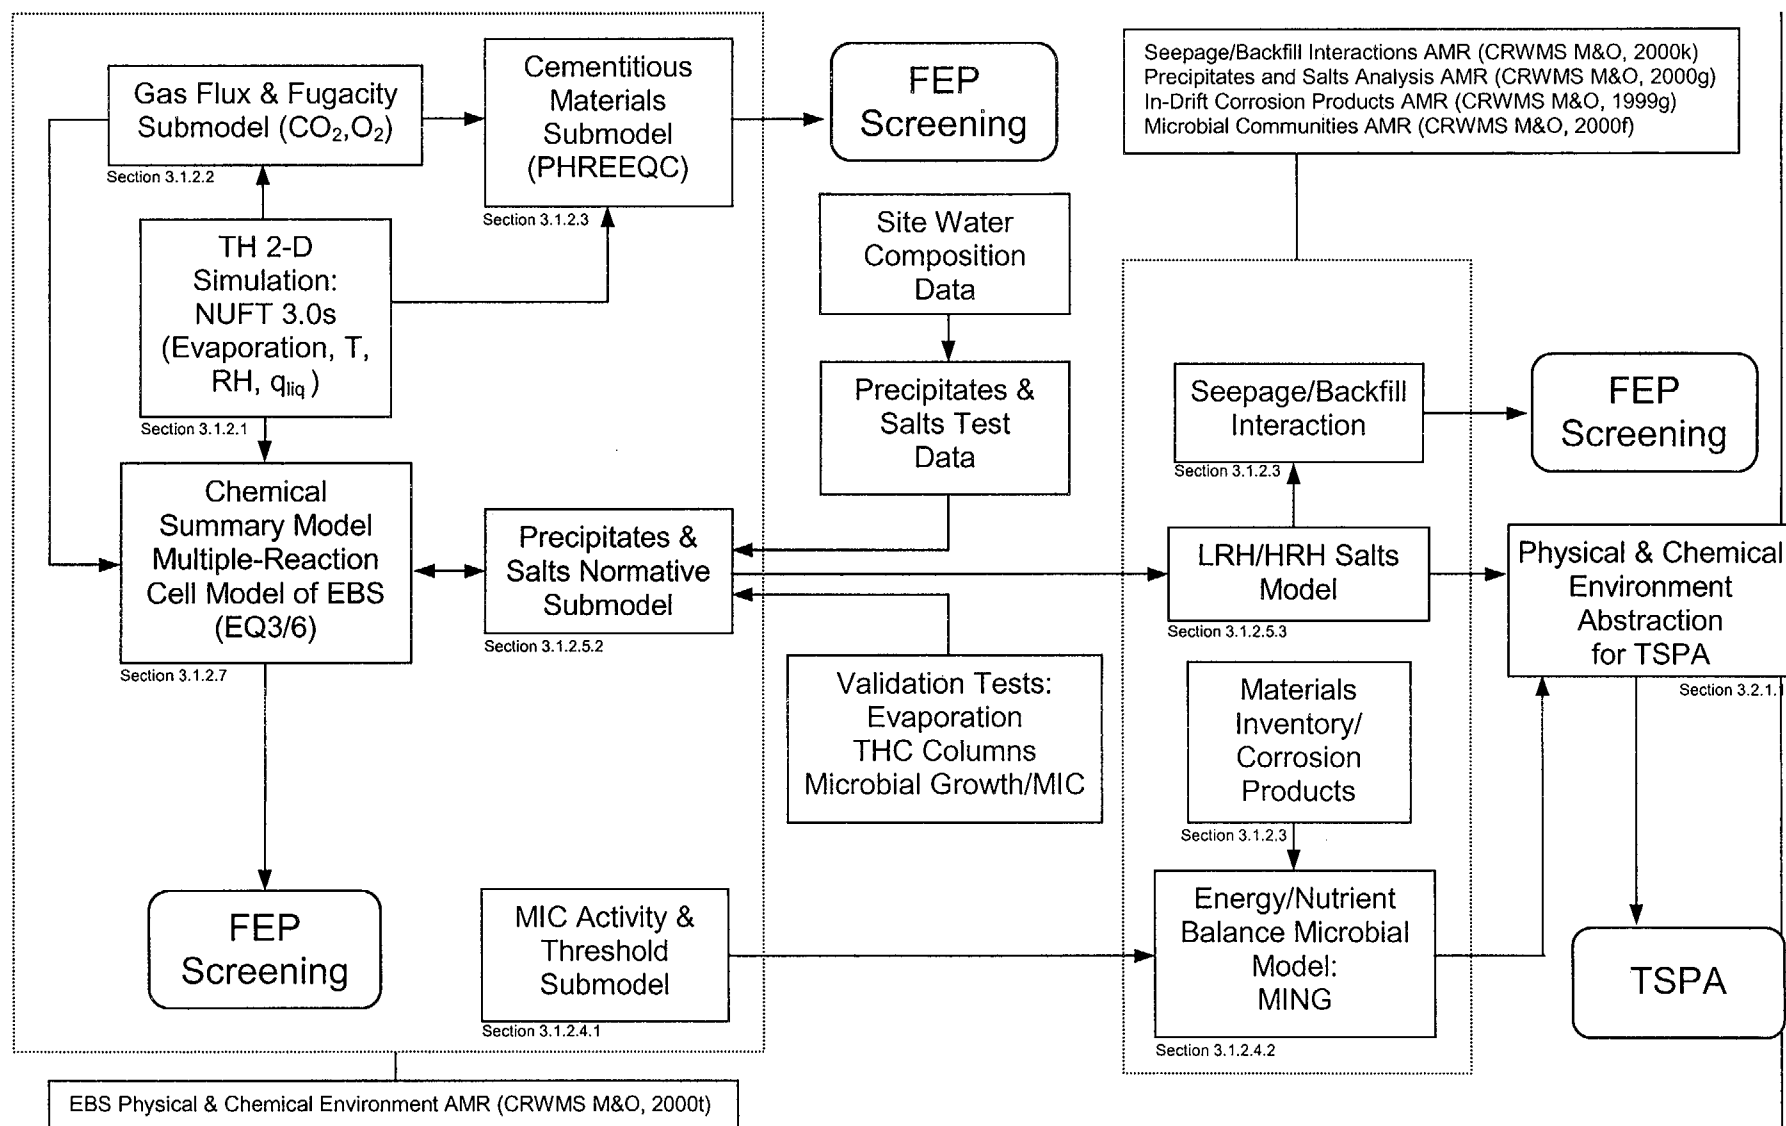 Gas Flux & Fugacity
Submodel (CO₂,O₂)
Section 3.1.2.2
Cementitious
Materials
Submodel
(PHREEQC)
Section 3.1.2.3
FEP
Screening
Seepage/Backfill Interactions AMR (CRWMS M&O, 2000k)
Precipitates and Salts Analysis AMR (CRWMS M&O, 2000g)
In-Drift Corrosion Products AMR (CRWMS M&O, 1999g)
Microbial Communities AMR (CRWMS M&O, 2000f)
TH 2-D
Simulation:
NUFT 3.0s
(Evaporation, T,
RH, qliq )
Section 3.1.2.1
Site Water
Composition
Data
Precipitates &
Salts Test
Data
Seepage/Backfill
Interaction
Section 3.1.2.3
FEP
Screening
Chemical
Summary Model
Multiple-Reaction
Cell Model of EBS
(EQ3/6)
Section 3.1.2.7
Precipitates &
Salts Normative
Submodel
Section 3.1.2.5.2
LRH/HRH Salts
Model
Section 3.1.2.5.3
Physical & Chemical
Environment
Abstraction
for TSPA
Section 3.2.1.1
Validation Tests:
Evaporation
THC Columns
Microbial Growth/MIC
Materials
Inventory/
Corrosion
Products
Section 3.1.2.3
FEP
Screening
MIC Activity &
Threshold
Submodel
Section 3.1.2.4.1
Energy/Nutrient
Balance Microbial
Model:
MING
Section 3.1.2.4.2
TSPA
EBS Physical & Chemical Environment AMR (CRWMS M&O, 2000t)